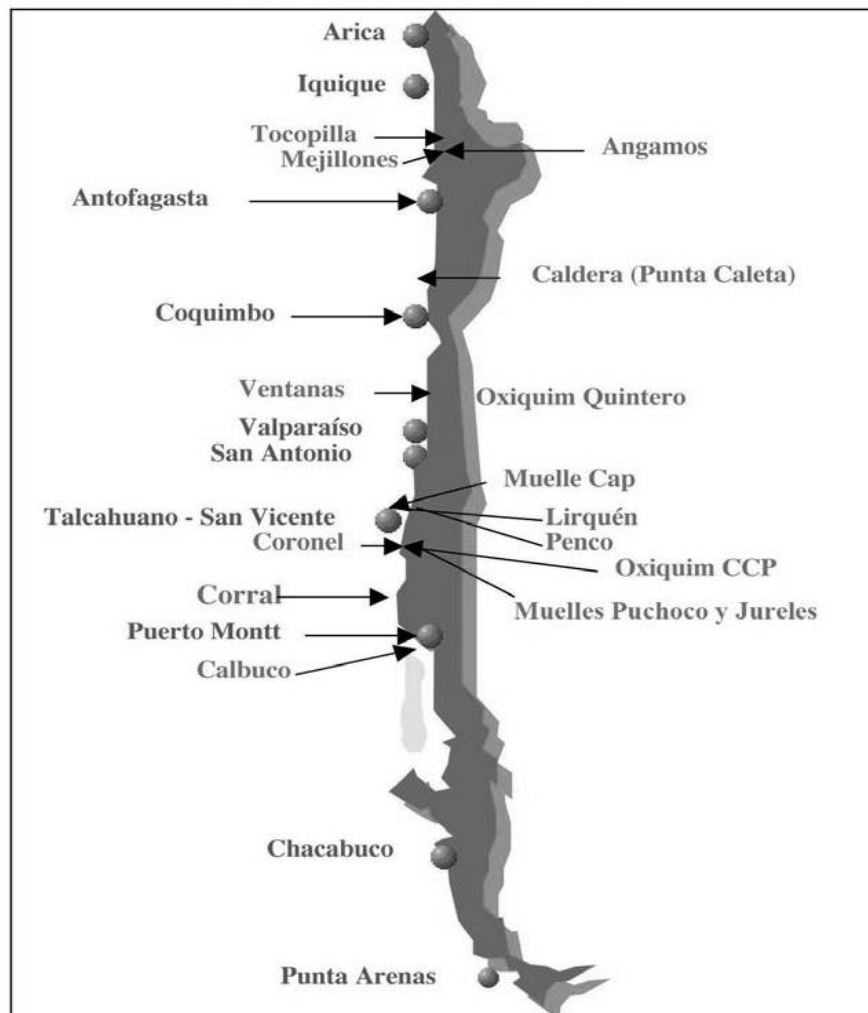 Arica
Iquique
Tocopilla
Mejillones
Angamos
Antofagasta
Caldera (Punta Caleta)
Coquimbo
Ventanas
Oxiquim Quintero
Valparaíso
San Antonio
Muelle Cap
Talcahuano - San Vicente
Lirquén
Coronel
Penco
Oxiquim CCP
Corral
Muelles Puchoco y Jureles
Puerto Montt
Calbuco
Chacabuco
Punta Arenas